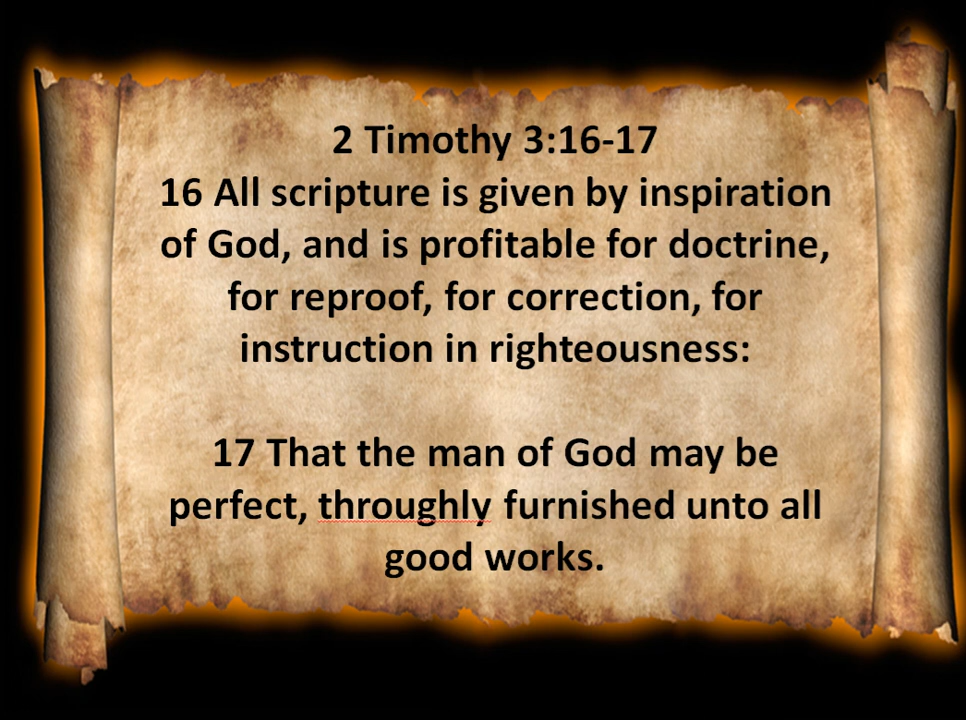 2 Timothy 3:16-17
16 All scripture is given by inspiration
of God, and is profitable for doctrine,
for reproof, for correction, for
instruction in righteousness:
17 That the man of God may be
perfect, throughly furnished unto all
good works.